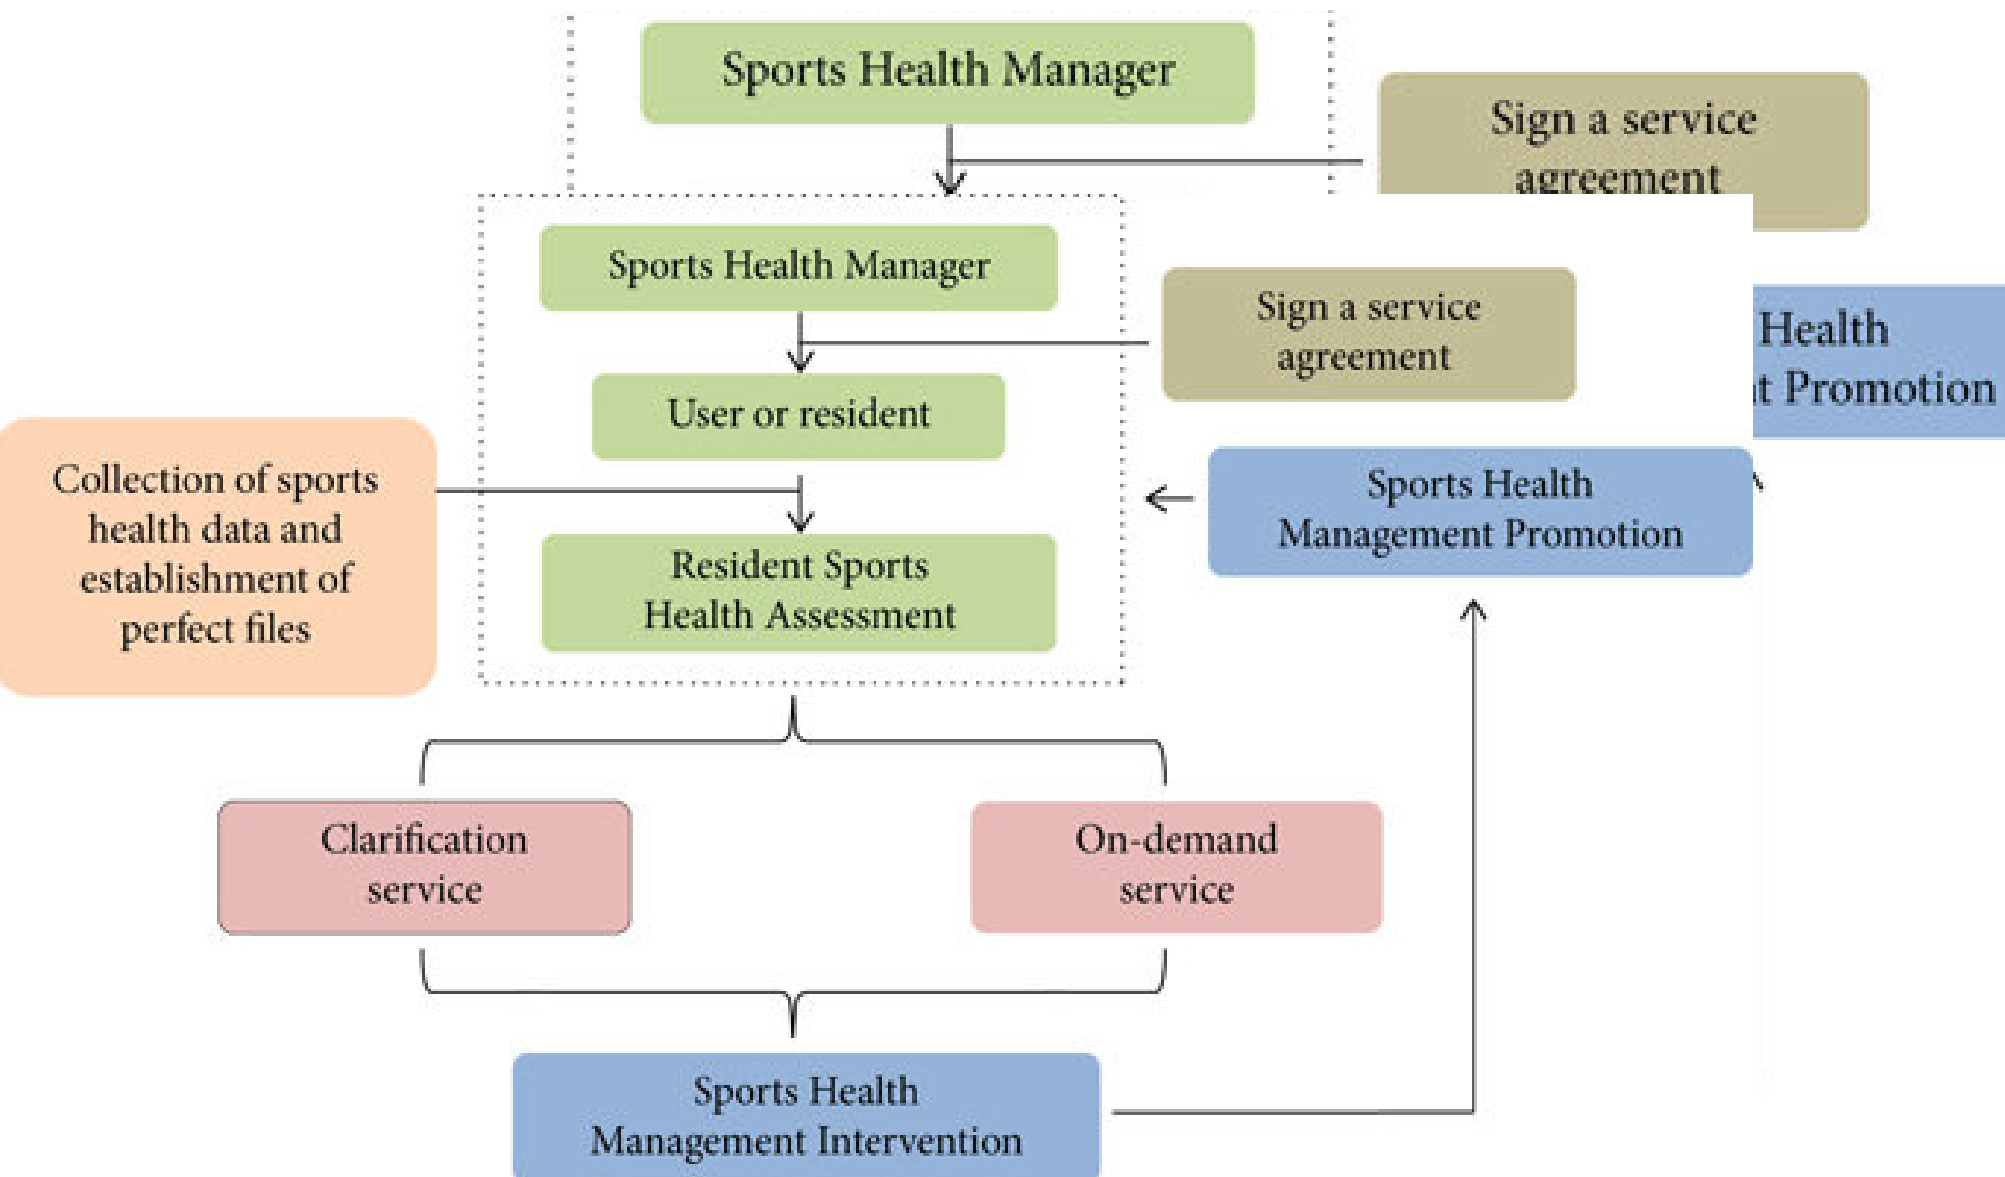 Sports Health Manager
Sign a service
agreement
Sports Health Manager
Sign a service
agreement
Health
Promotion
User or resident
Collection of sports
health data and
establishment of
perfect files
Sports Health
Management Promotion
Resident Sports
Health Assessment
Clarification
service
On-demand
service
Sports Health
Management Intervention